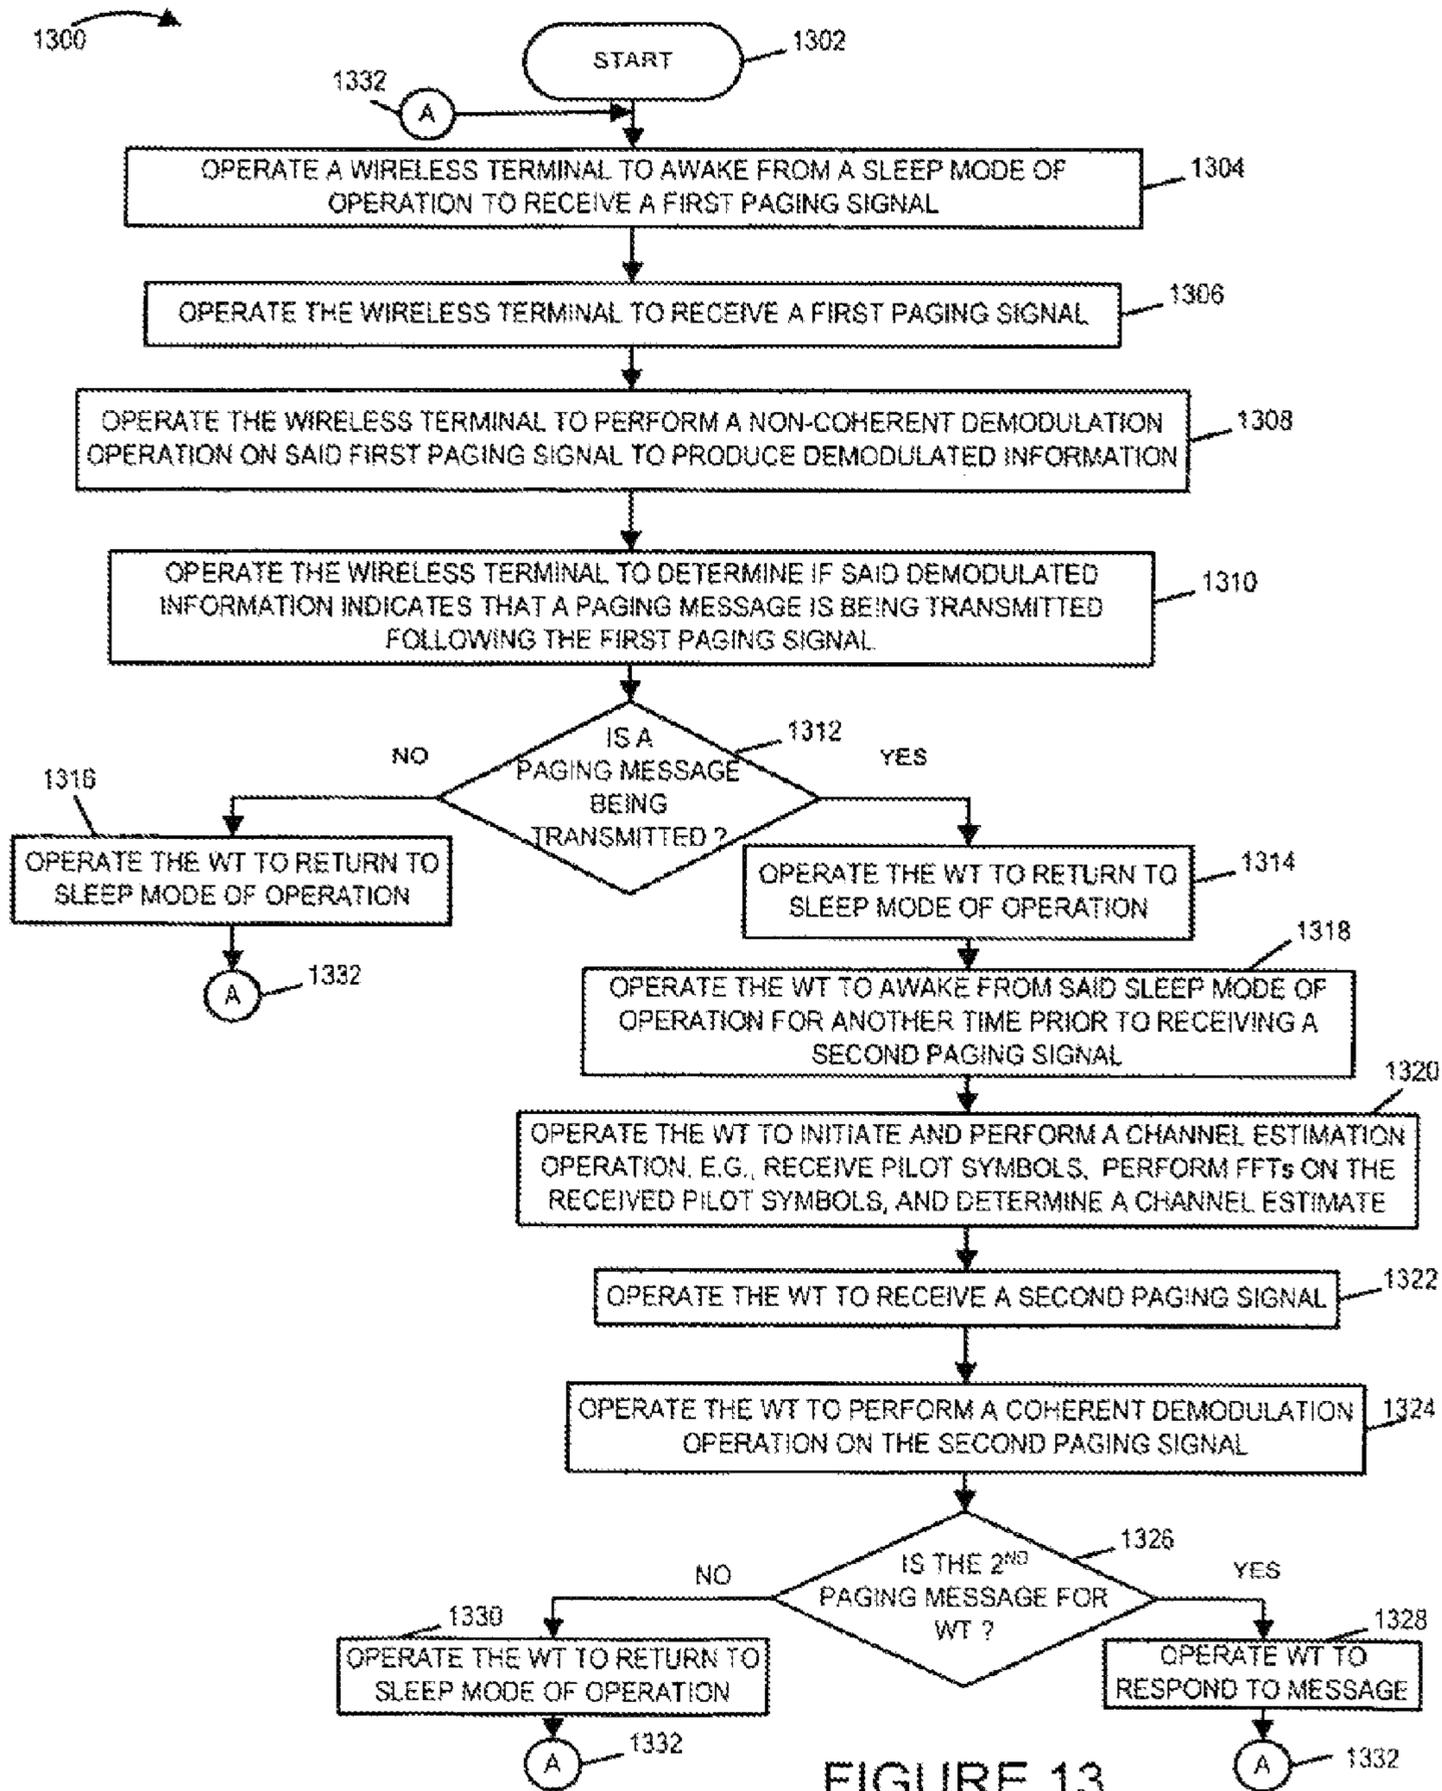 1300
START
1302
1332
A
OPERATE A WIRELESS TERMINAL TO AWAKE FROM A SLEEP MODE OF
OPERATION TO RECEIVE A FIRST PAGING SIGNAL
1304
OPERATE THE WIRELESS TERMINAL TO RECEIVE A FIRST PAGING SIGNAL
1306
OPERATE THE WIRELESS TERMINAL TO PERFORM A NON-COHERENT DEMODULATION
OPERATION ON SAID FIRST PAGING SIGNAL TO PRODUCE DEMODULATED INFORMATION
1308
OPERATE THE WIRELESS TERMINAL TO DETERMINE IF SAID DEMODULATED
INFORMATION INDICATES THAT A PAGING MESSAGE IS BEING TRANSMITTED
FOLLOWING THE FIRST PAGING SIGNAL
1310
IS A
PAGING MESSAGE
BEING
TRANSMITTED ?
1312
NO
YES
1316
OPERATE THE WT TO RETURN TO
SLEEP MODE OF OPERATION
A
1332
OPERATE THE WT TO RETURN TO
SLEEP MODE OF OPERATION
1314
1318
OPERATE THE WT TO AWAKE FROM SAID SLEEP MODE OF
OPERATION FOR ANOTHER TIME PRIOR TO RECEIVING A
SECOND PAGING SIGNAL
1320
OPERATE THE WT TO INITIATE AND PERFORM A CHANNEL ESTIMATION
OPERATION, E.G., RECEIVE PILOT SYMBOLS, PERFORM FFTs ON THE
RECEIVED PILOT SYMBOLS, AND DETERMINE A CHANNEL ESTIMATE
OPERATE THE WT TO RECEIVE A SECOND PAGING SIGNAL
1322
OPERATE THE WT TO PERFORM A COHERENT DEMODULATION
OPERATION ON THE SECOND PAGING SIGNAL
1324
IS THE 2ND
PAGING MESSAGE FOR
WT ?
1326
NO
YES
1330
OPERATE THE WT TO RETURN TO
SLEEP MODE OF OPERATION
A
1332
1328
OPERATE WT TO
RESPOND TO MESSAGE
A
1332
FIGURE 13